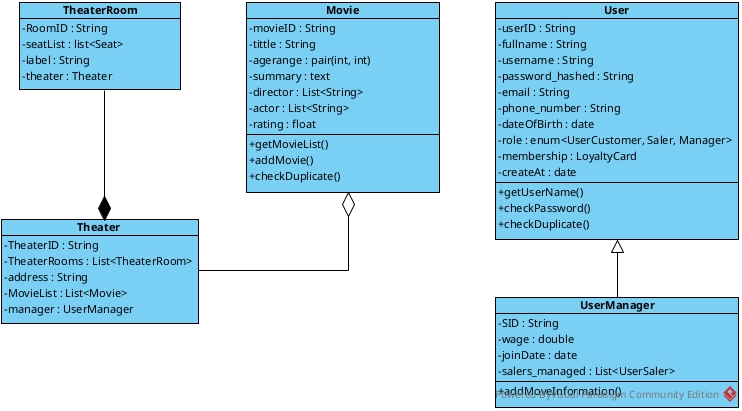 TheaterRoom
-RoomID : String
-seatList : list<Seat>
-label : String
-theater : Theater
Movie
-movieID : String
-tittle : String
-agerange : pair(int, int)
-summary : text
-director : List<String>
-actor : List<String>
-rating : float
+getMovieList()
+addMovie()
+checkDuplicate()
User
-userID : String
-fullname : String
-username : String
-password_hashed : String
-email : String
-phone_number : String
-dateOfBirth : date
-role : enum<UserCustomer, Saler, Manager>
-membership : LoyaltyCard
-createAt : date
+getUserName()
+checkPassword()
+checkDuplicate()
Theater
-TheaterID : String
-TheaterRooms : List<TheaterRoom>
-address : String
-MovieList : List<Movie>
-manager : UserManager
UserManager
-SID : String
-wage : double
-joinDate : date
-salers_managed : List<UserSaler>
+addMoveInformation()
Powered By Visual Paradigm Community Edition